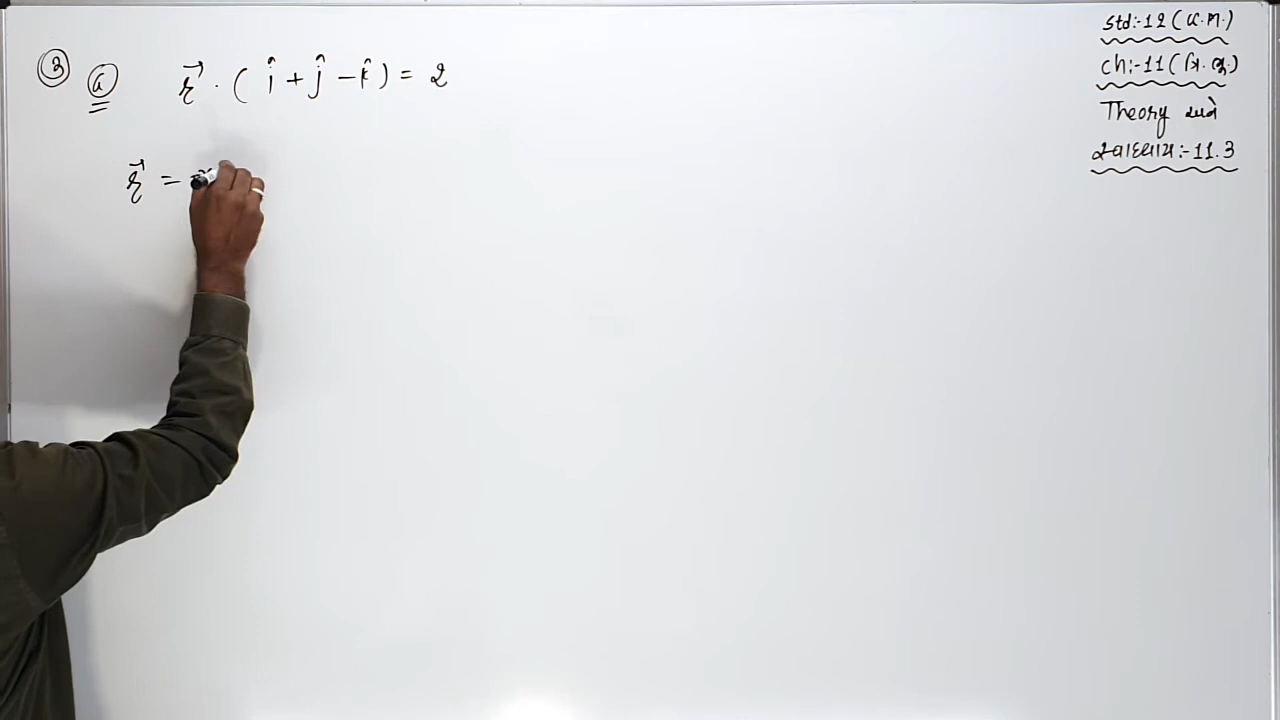 ③ ⓐ r⃗ · ( î + ĵ − k̂ ) = 2
r⃗ =
Std:-12 (પ.મ.)
ch:-11 (ત્રિ.ભૂ.)
Theory અને
સ્વાધ્યાય:-11.3